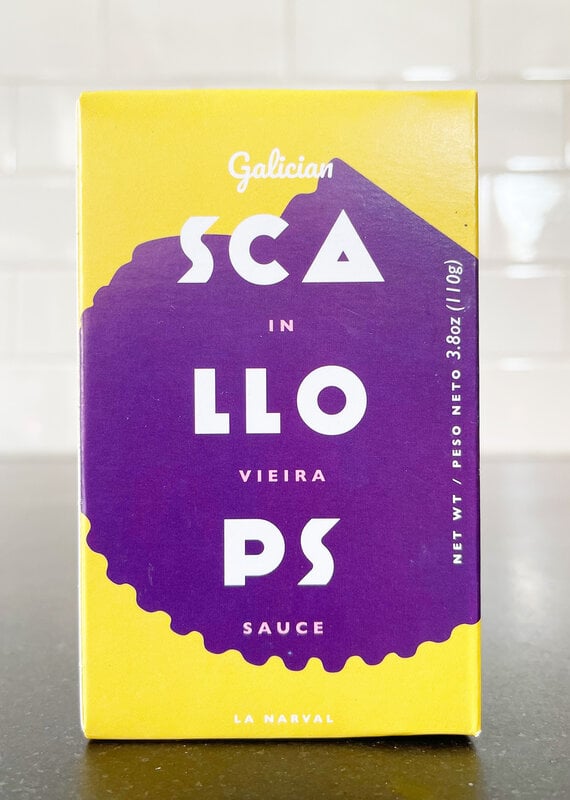 Galician
SCA
IN
LLO
VIEIRA
PS
SAUCE
LA NARVAL
NET WT / PESO NETO 3.8oz (110g)